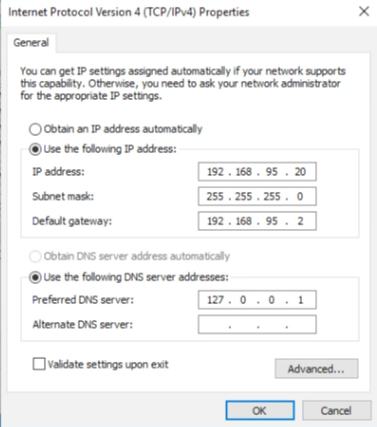 Internet Protocol Version 4 (TCP/IPv4) Properties
General
You can get IP settings assigned automatically if your network supports
this capability. Otherwise, you need to ask your network administrator
for the appropriate IP settings.
Obtain an IP address automatically
Use the following IP address:
IP address: 192 . 168 . 95 . 20
Subnet mask: 255 . 255 . 255 . 0
Default gateway: 192 . 168 . 95 . 2
Obtain DNS server address automatically
Use the following DNS server addresses:
Preferred DNS server: 127 . 0 . 0 . 1
Alternate DNS server: . . .
Validate settings upon exit
Advanced...
OK Cancel